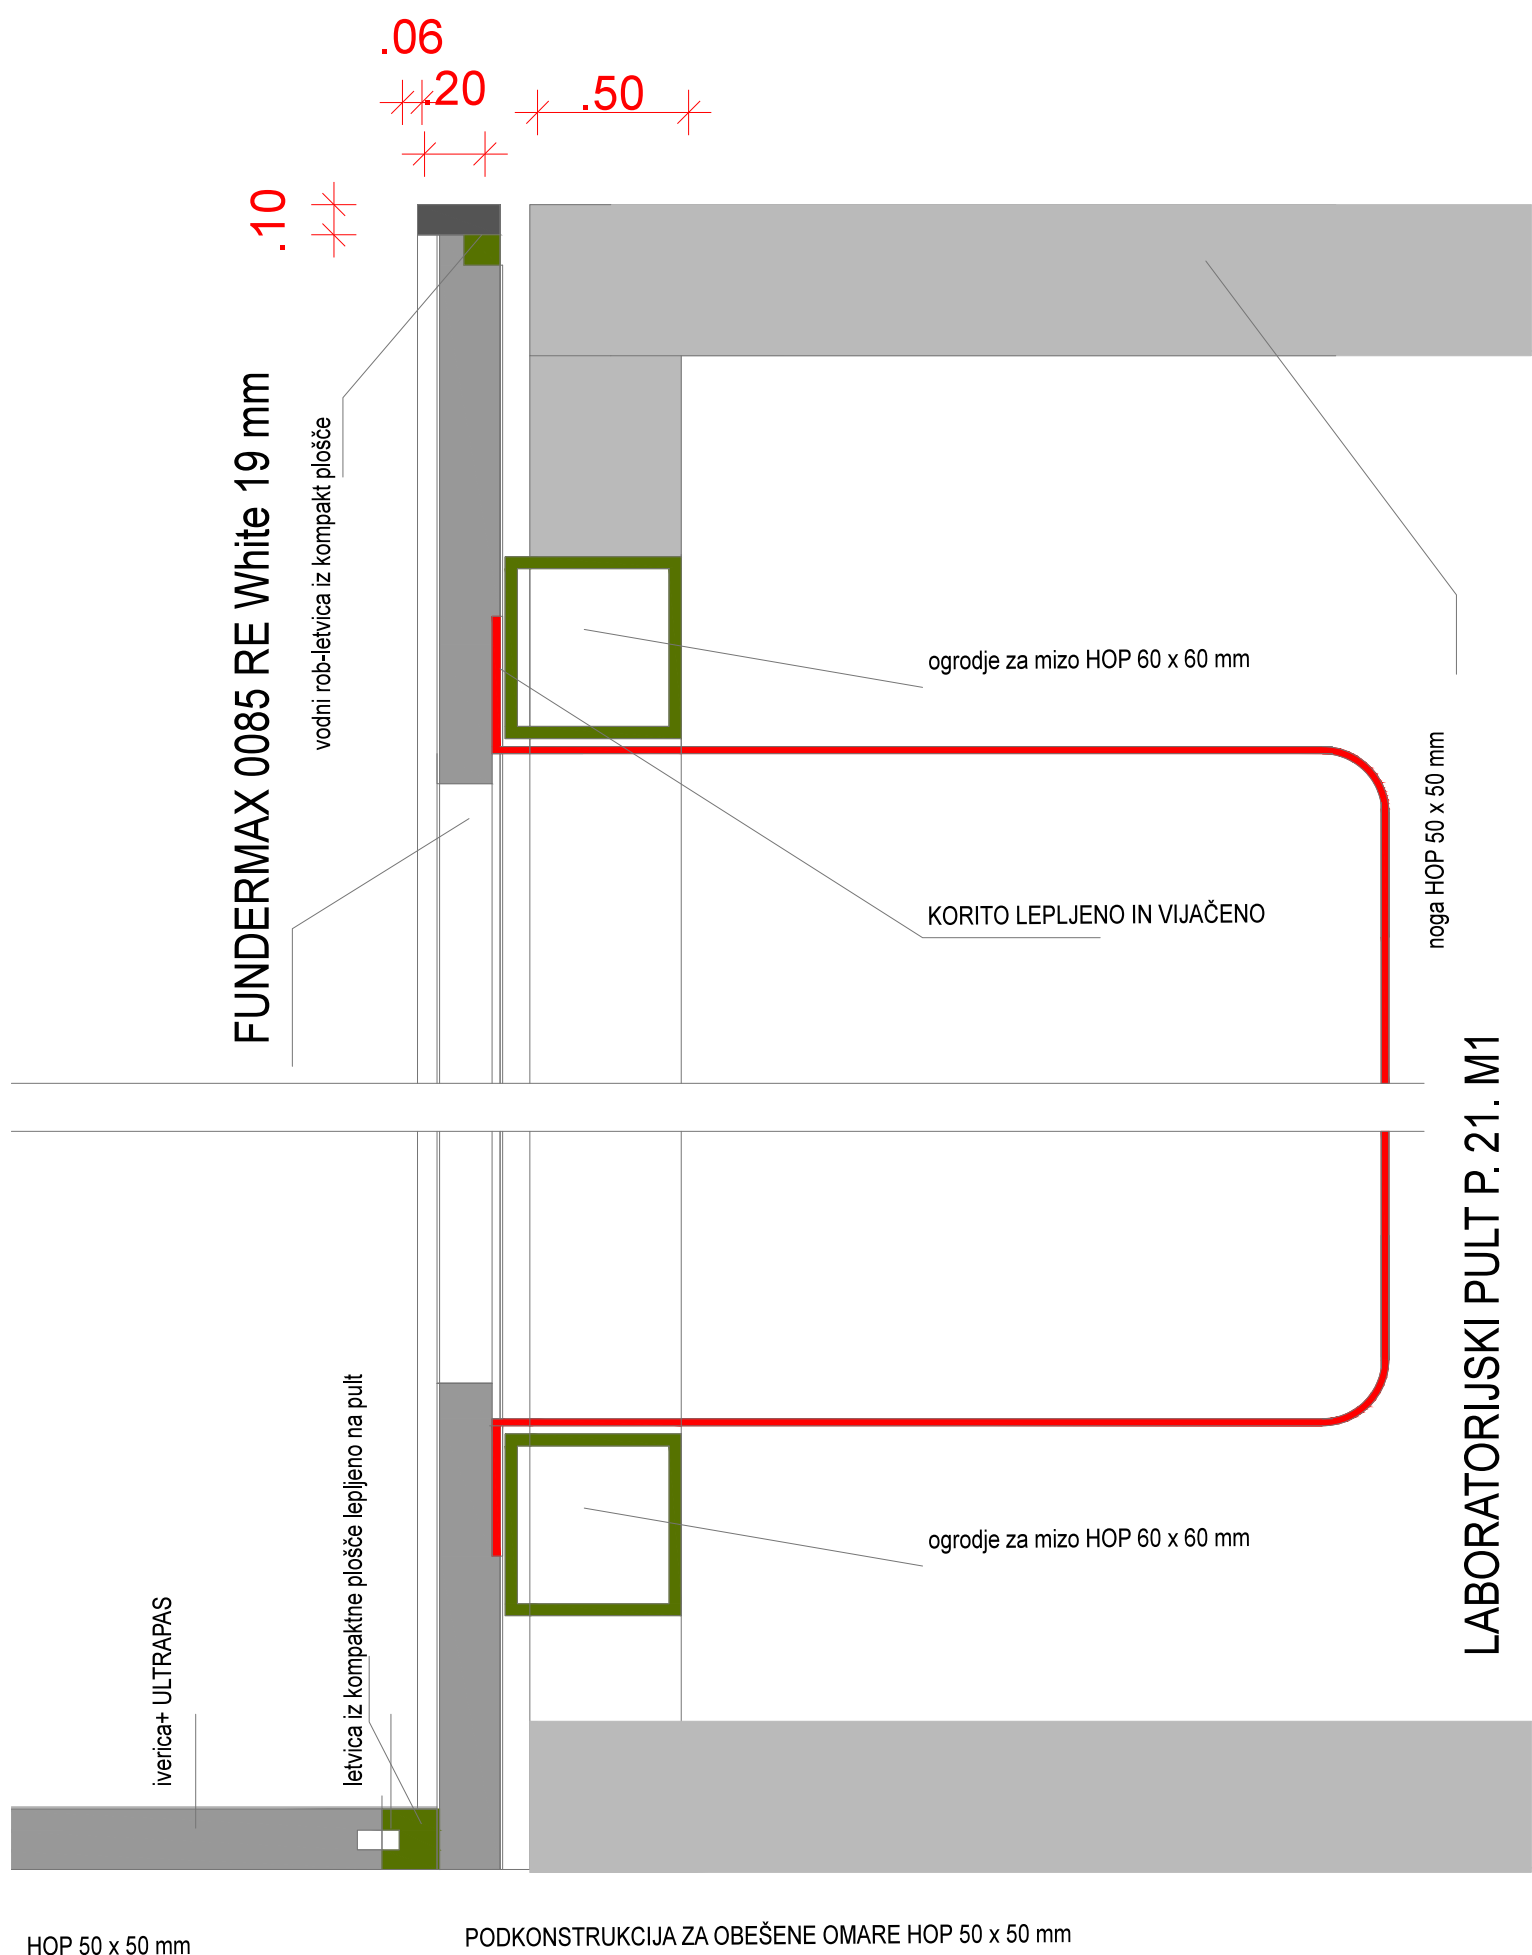 .06
.20
.50
.10
FUNDERMAX 0085 RE White 19 mm
vodni rob-letvica iz kompakt plošče
ogrodje za mizo HOP 60 x 60 mm
noga HOP 50 x 50 mm
KORITO LEPLJENO IN VIJAČENO
LABORATORIJSKI PULT P. 21. M1
letvica iz kompaktne plošče lepljeno na pult
ogrodje za mizo HOP 60 x 60 mm
iverica+ ULTRAPAS
HOP 50 x 50 mm
PODKONSTRUKCIJA ZA OBEŠENE OMARE HOP 50 x 50 mm